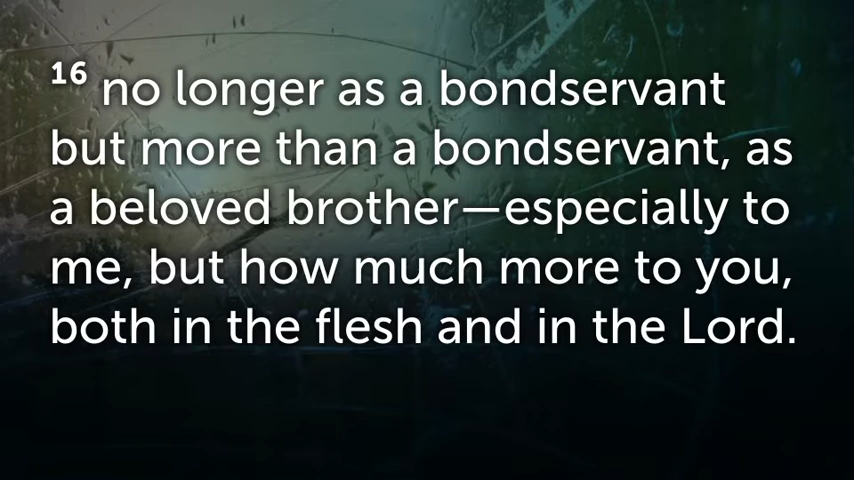 16 no longer as a bondservant
but more than a bondservant, as
a beloved brother—especially to
me, but how much more to you,
both in the flesh and in the Lord.